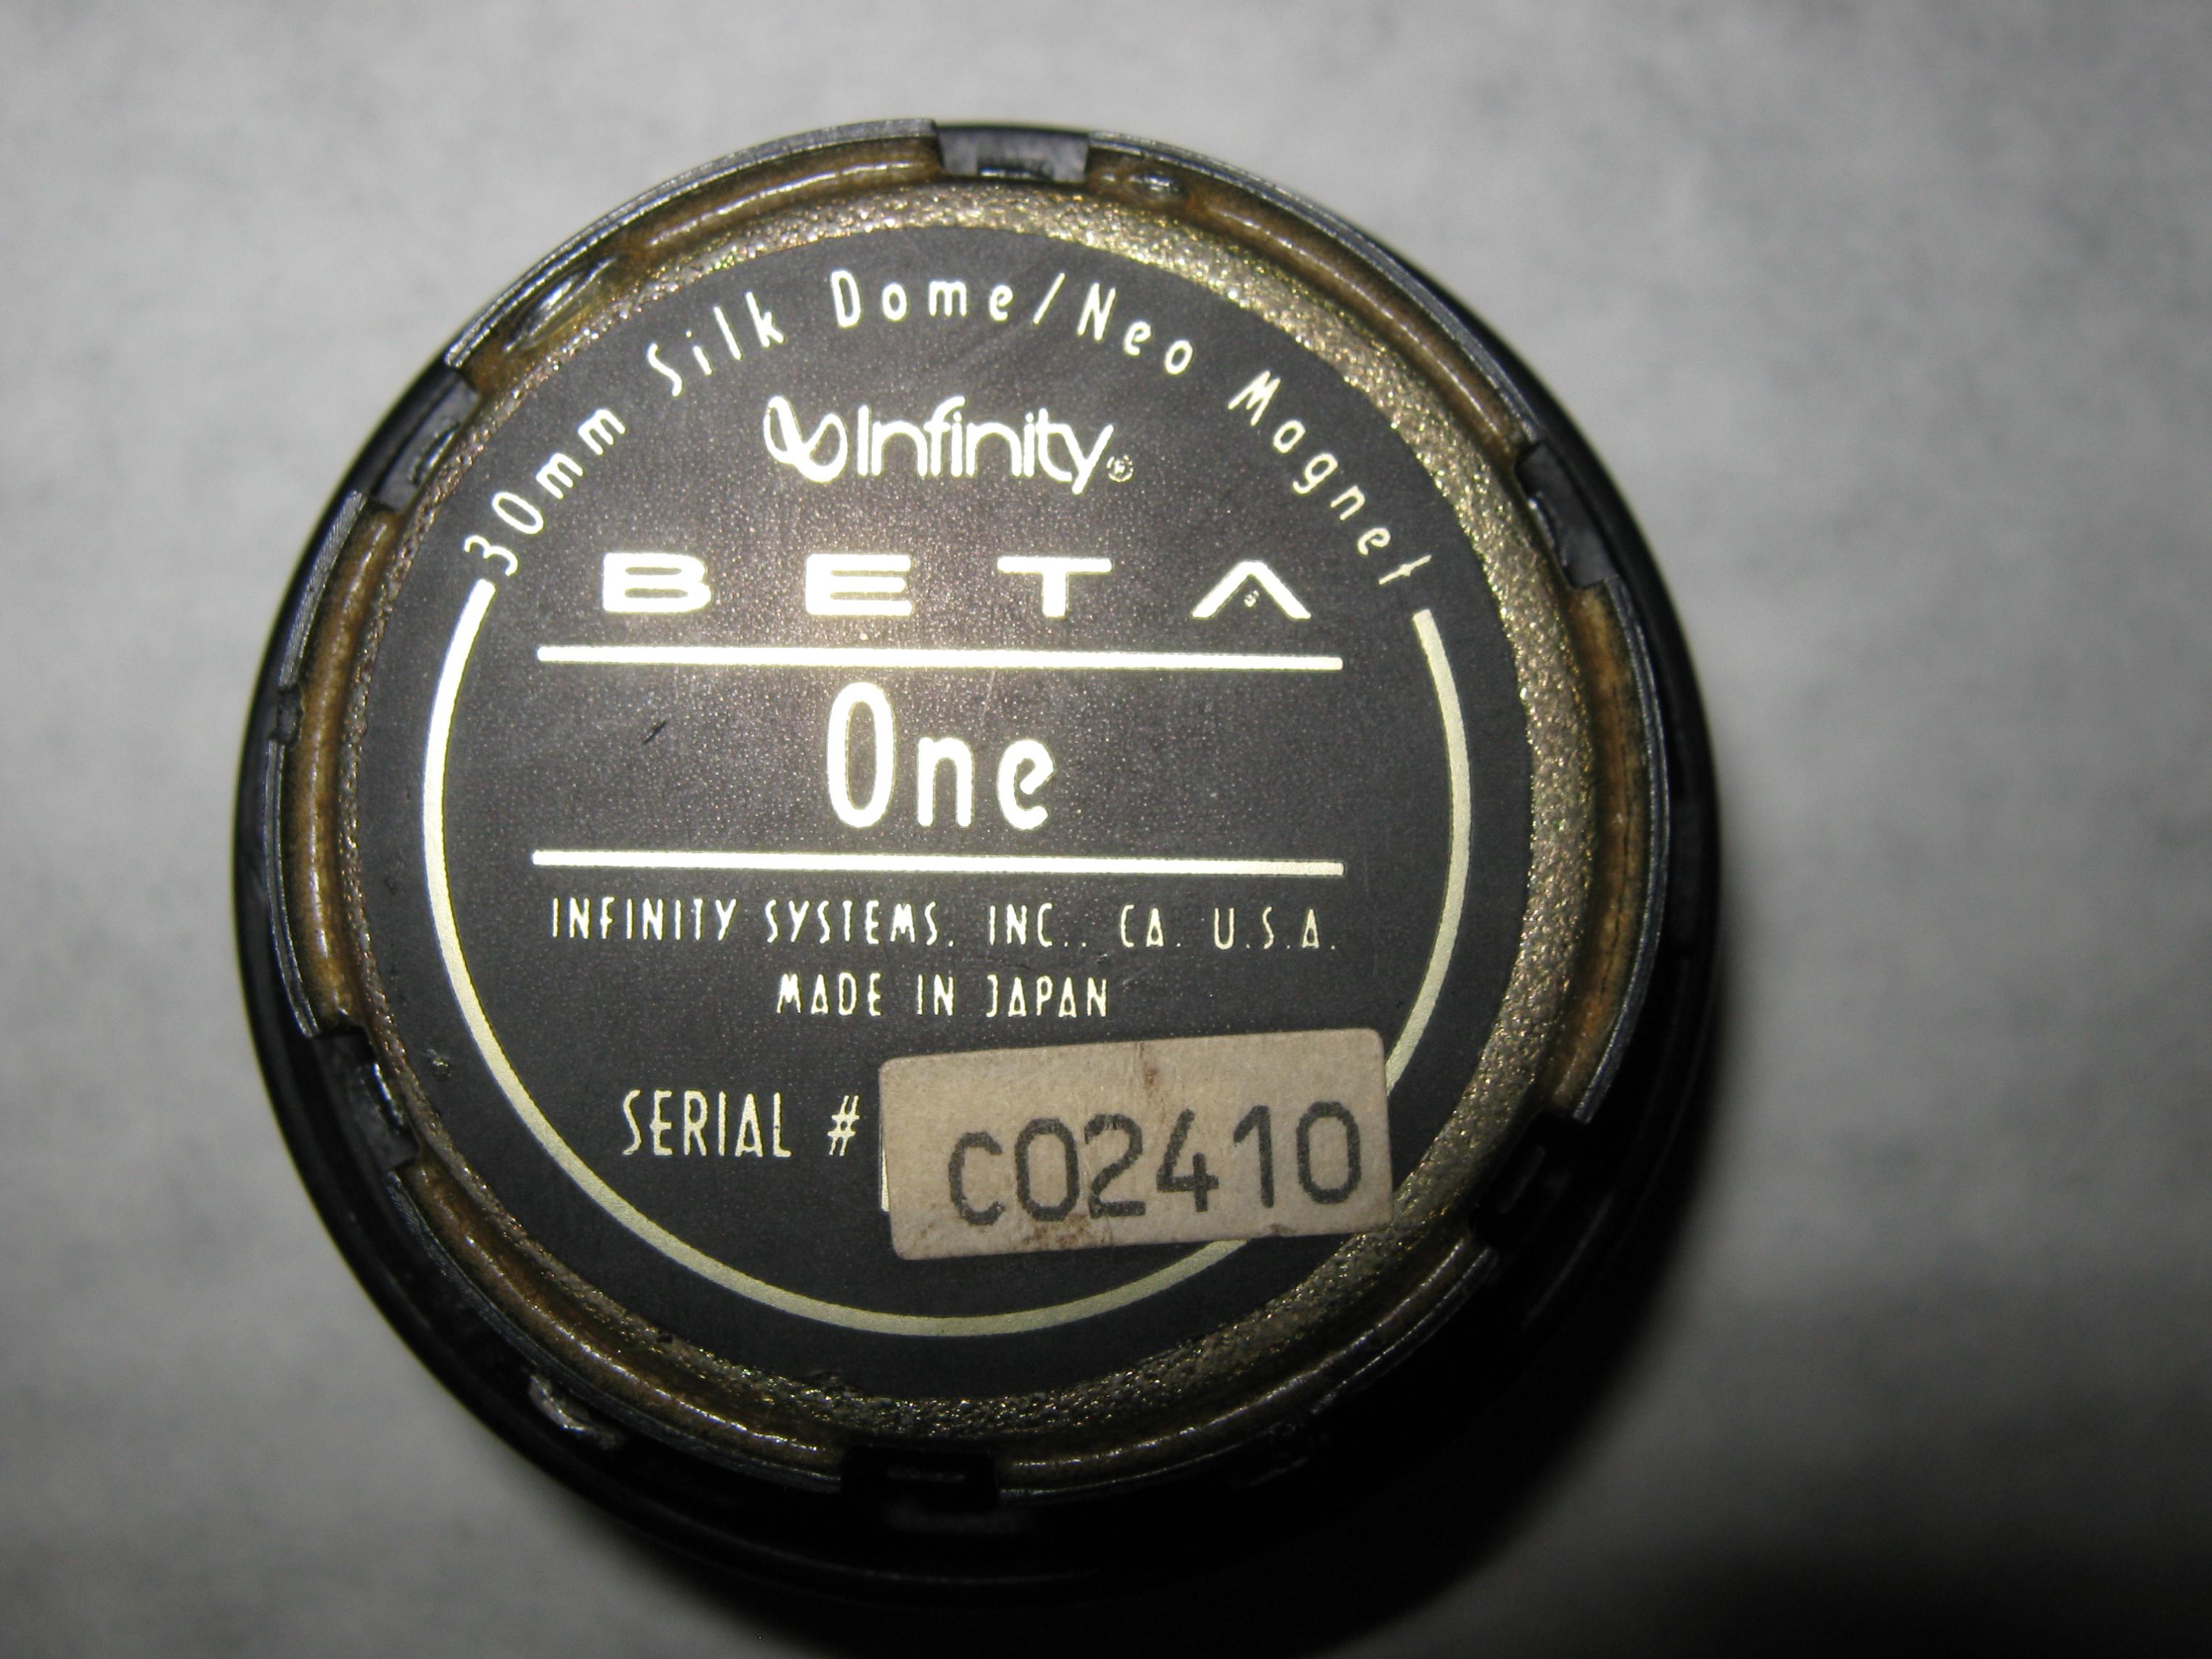 30mm Silk Dome/Neo Magnet
Infinity®
BETA
One
INFINITY SYSTEMS, INC., CA. U.S.A.
MADE IN JAPAN
SERIAL # C02410